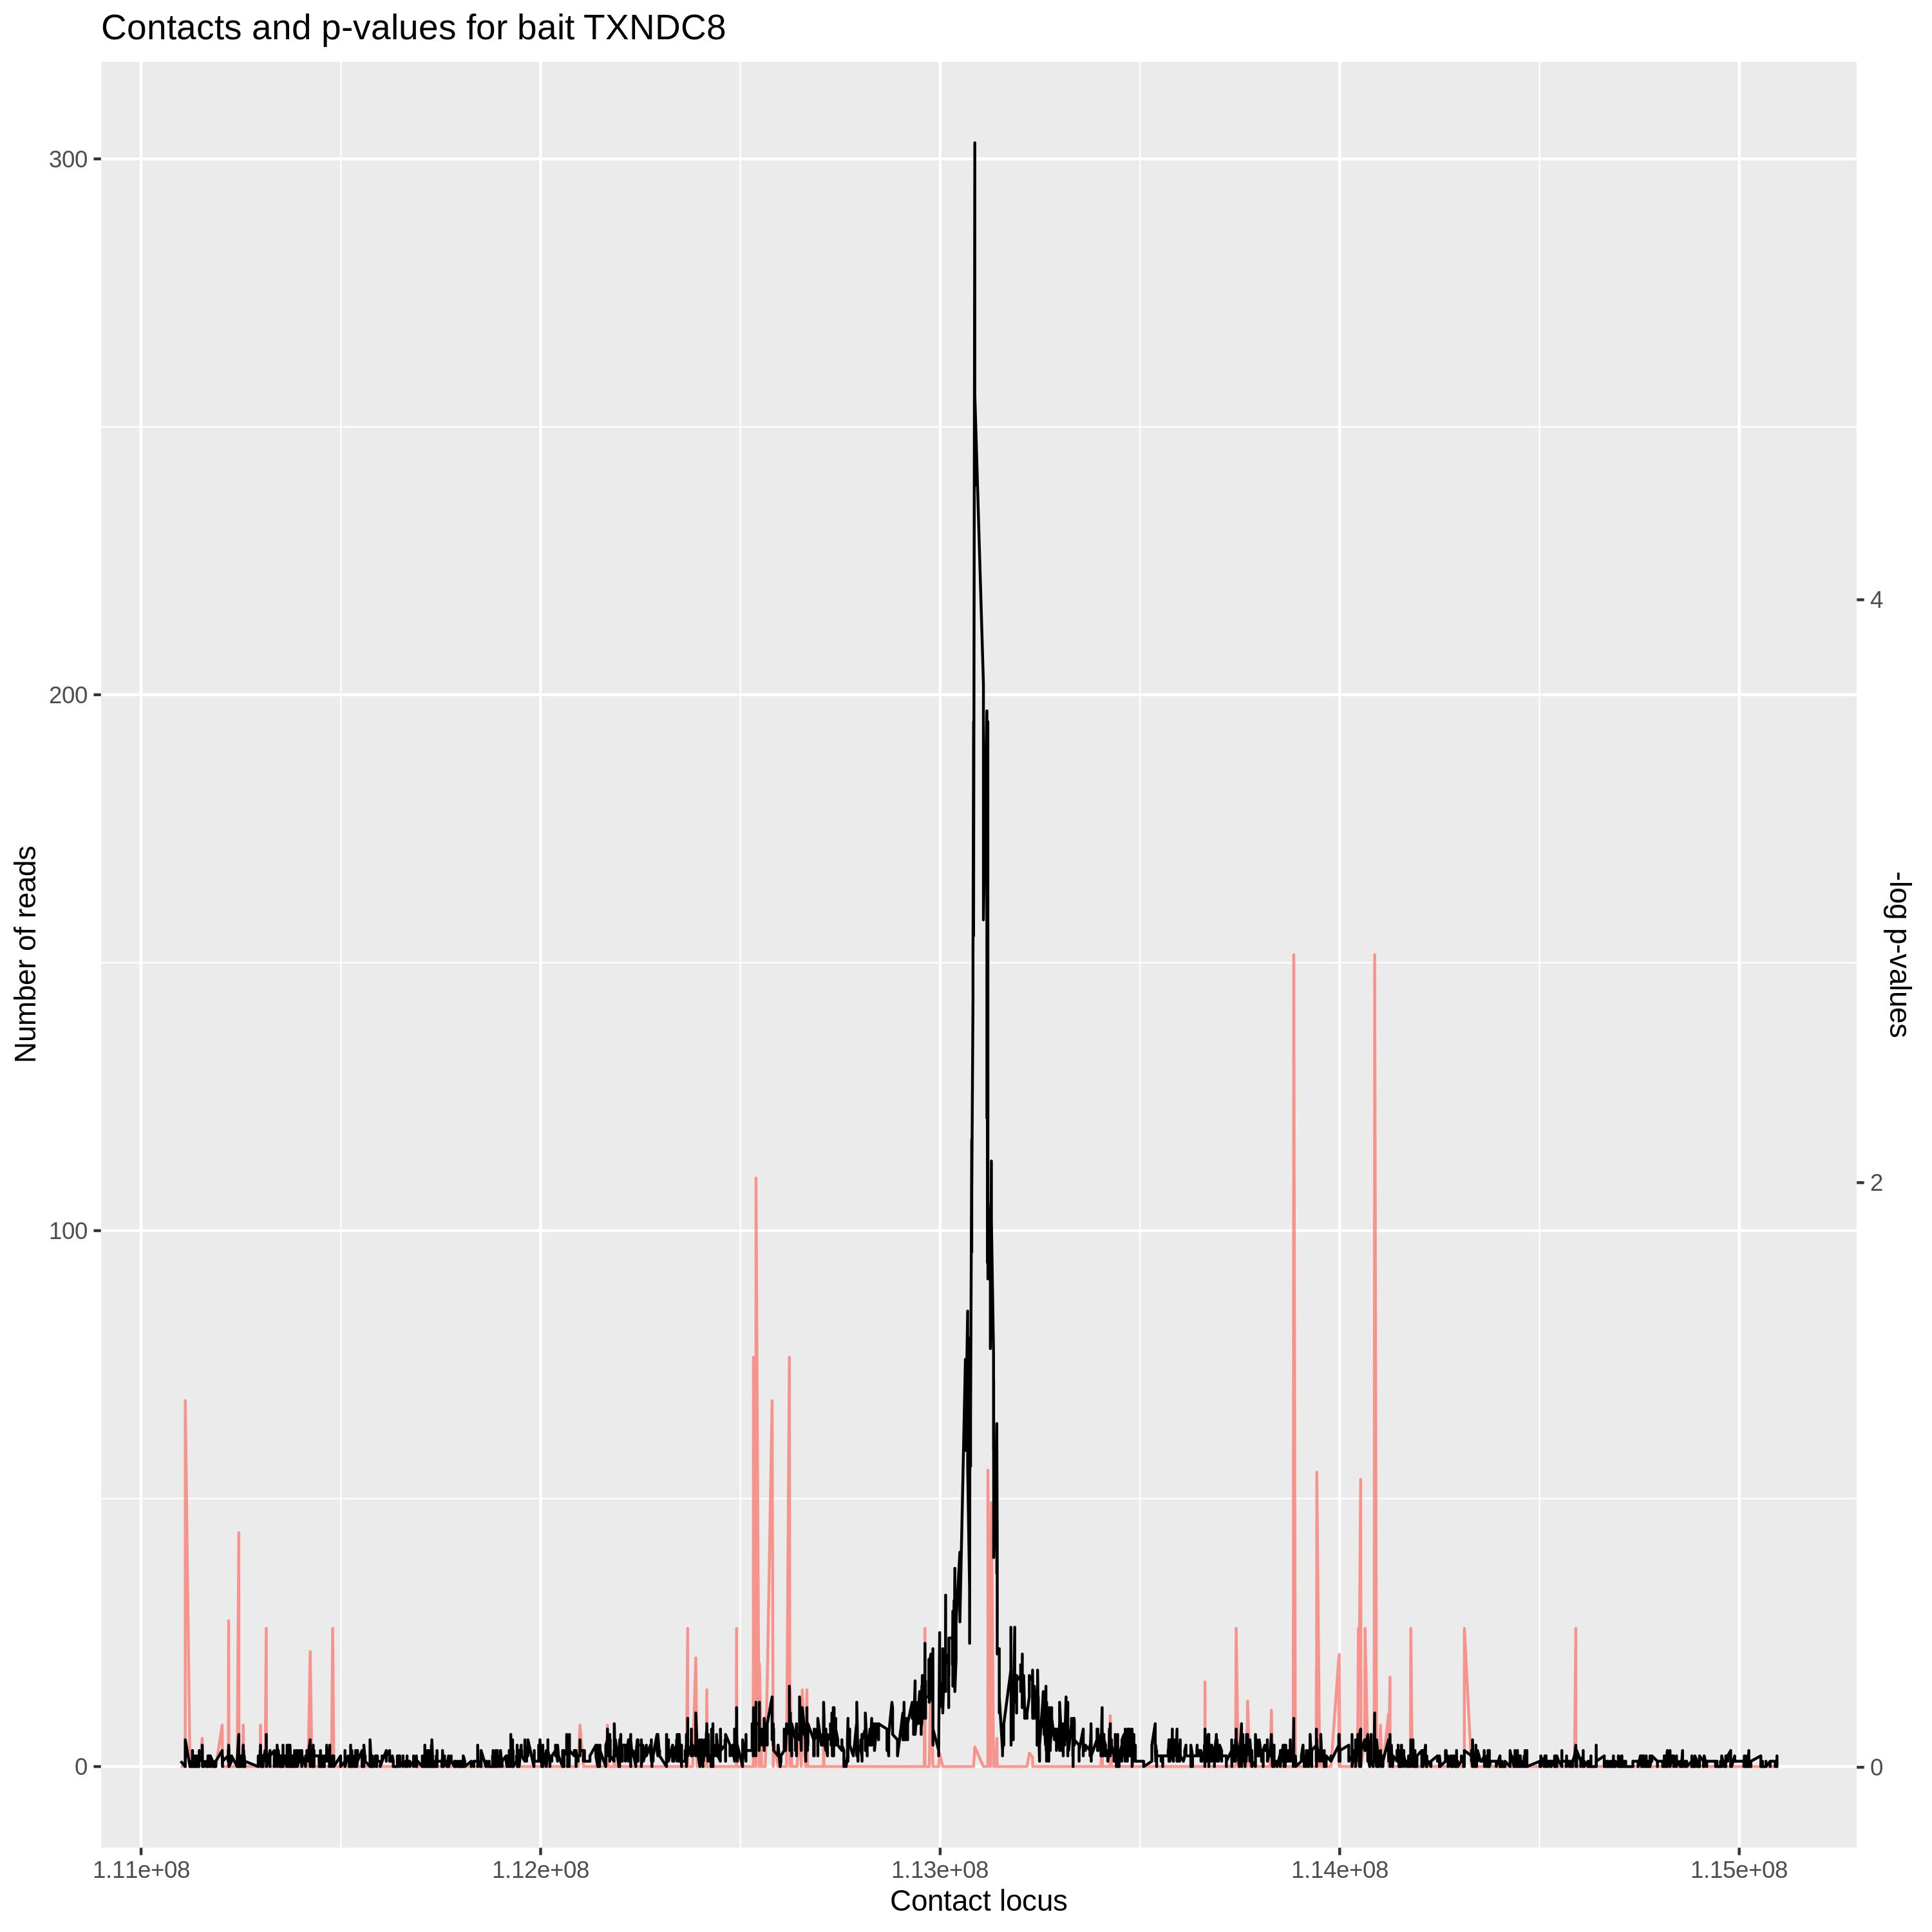 Contacts and p-values for bait TXNDC8
300
200
100
0
Number of reads
4
2
0
-log p-values
1.11e+08
1.12e+08
1.13e+08
1.14e+08
1.15e+08
Contact locus